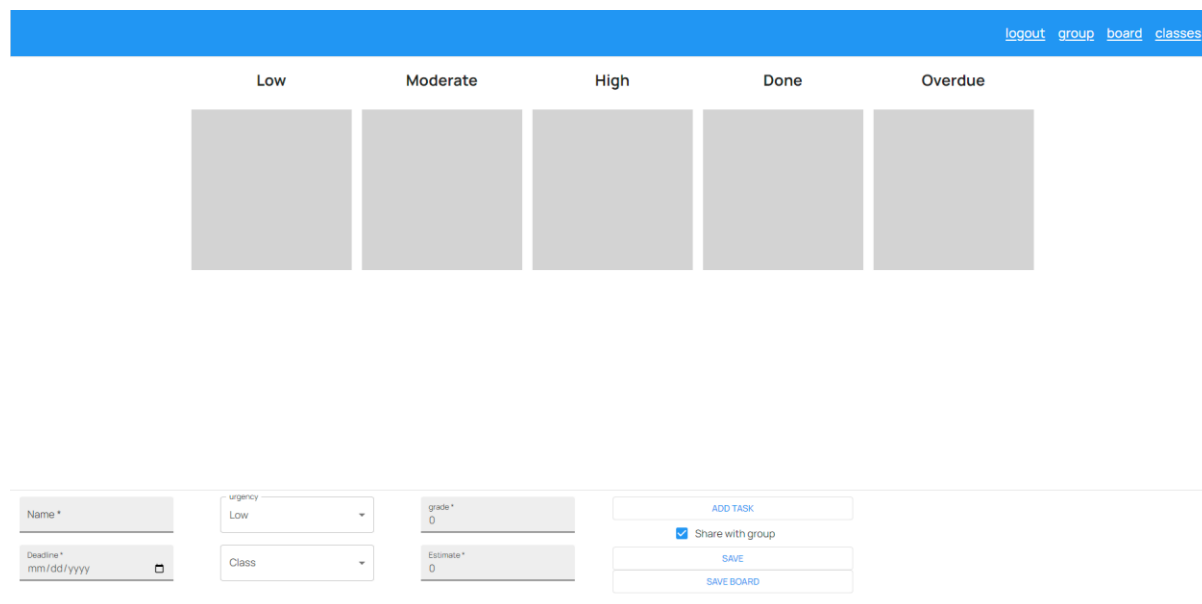 logout group board classes
Low Moderate High Done Overdue
Name *
urgency
Low
grade *
0
ADD TASK
Share with group
Deadline *
mm/dd/yyyy
Class
Estimate *
0
SAVE
SAVE BOARD